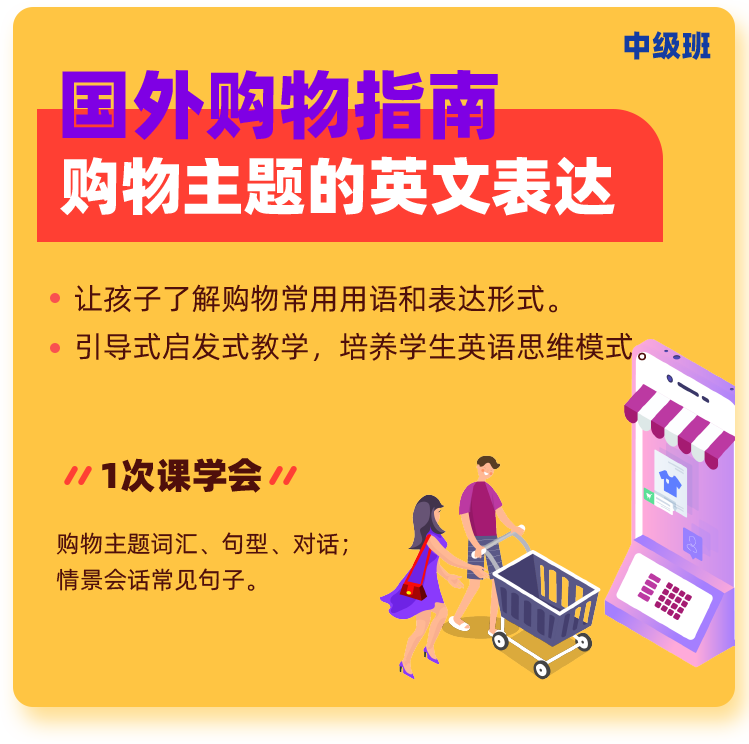 中级班
国外购物指南
购物主题的英文表达
让孩子了解购物常用用语和表达形式。
引导式启发式教学，培养学生英语思维模式。
1次课学会
购物主题词汇、句型、对话；
情景会话常见句子。